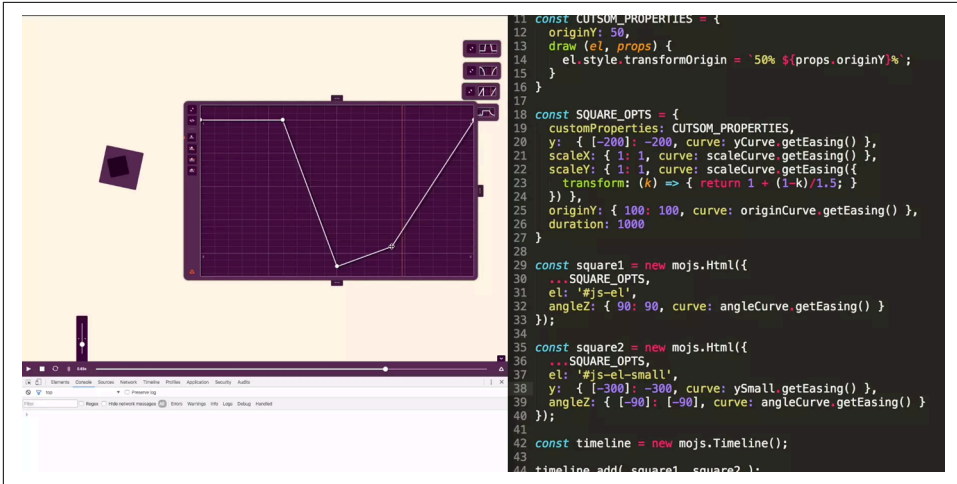 0.65x
Elements Console Sources Network Timeline Profiles Application Security Audits
top Preserve log
Filter Regex Hide network messages All Errors Warnings Info Logs Debug Handled
11 const CUTSOM_PROPERTIES = {
12 originY: 50,
13 draw (el, props) {
14 el.style.transformOrigin = `50% ${props.originY}%`;
15 }
16 }
17
18 const SQUARE_OPTS = {
19 customProperties: CUTSOM_PROPERTIES,
20 y: { [-200]: -200, curve: yCurve.getEasing() },
21 scaleX: { 1: 1, curve: scaleCurve.getEasing() },
22 scaleY: { 1: 1, curve: scaleCurve.getEasing({
23 transform: (k) => { return 1 + (1-k)/1.5; }
24 }) },
25 originY: { 100: 100, curve: originCurve.getEasing() },
26 duration: 1000
27 }
28
29 const square1 = new mojs.Html({
30 ...SQUARE_OPTS,
31 el: '#js-el',
32 angleZ: { 90: 90, curve: angleCurve.getEasing() }
33 });
34
35 const square2 = new mojs.Html({
36 ...SQUARE_OPTS,
37 el: '#js-el-small',
38 y: { [-300]: -300, curve: ySmall.getEasing() },
39 angleZ: { [-90]: [-90], curve: angleCurve.getEasing() }
40 });
41
42 const timeline = new mojs.Timeline();
43
44 timeline.add( square1, square2 );